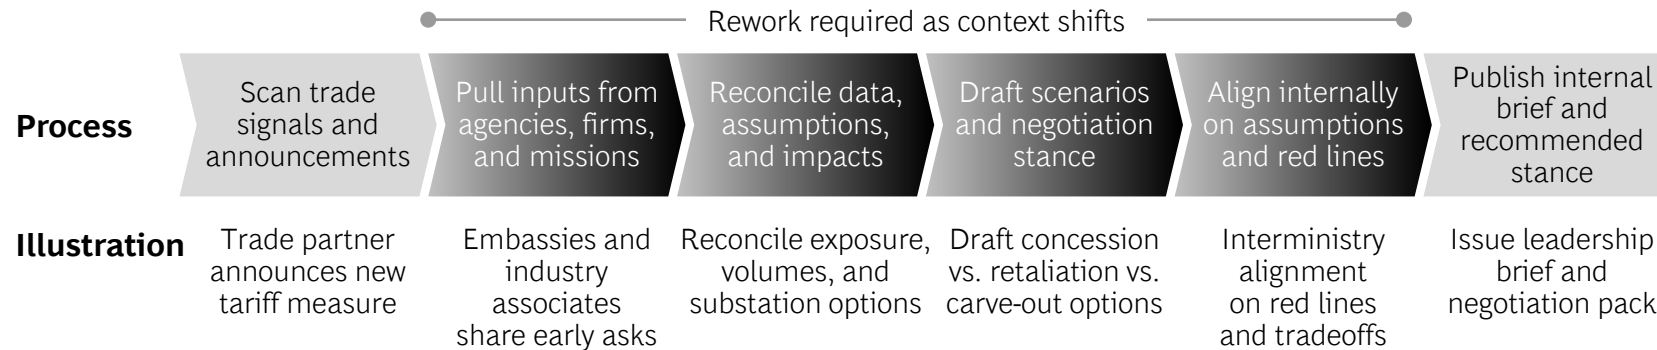 Rework required as context shifts
Process
Scan trade
signals and
announcements
Pull inputs from
agencies, firms,
and missions
Reconcile data,
assumptions,
and impacts
Draft scenarios
and negotiation
stance
Align internally
on assumptions
and red lines
Publish internal
brief and
recommended
stance
Illustration
Trade partner
announces new
tariff measure
Embassies and
industry
associates
share early asks
Reconcile exposure,
volumes, and
substation options
Draft concession
vs. retaliation vs.
carve-out options
Interministry
alignment
on red lines
and tradeoffs
Issue leadership
brief and
negotiation pack